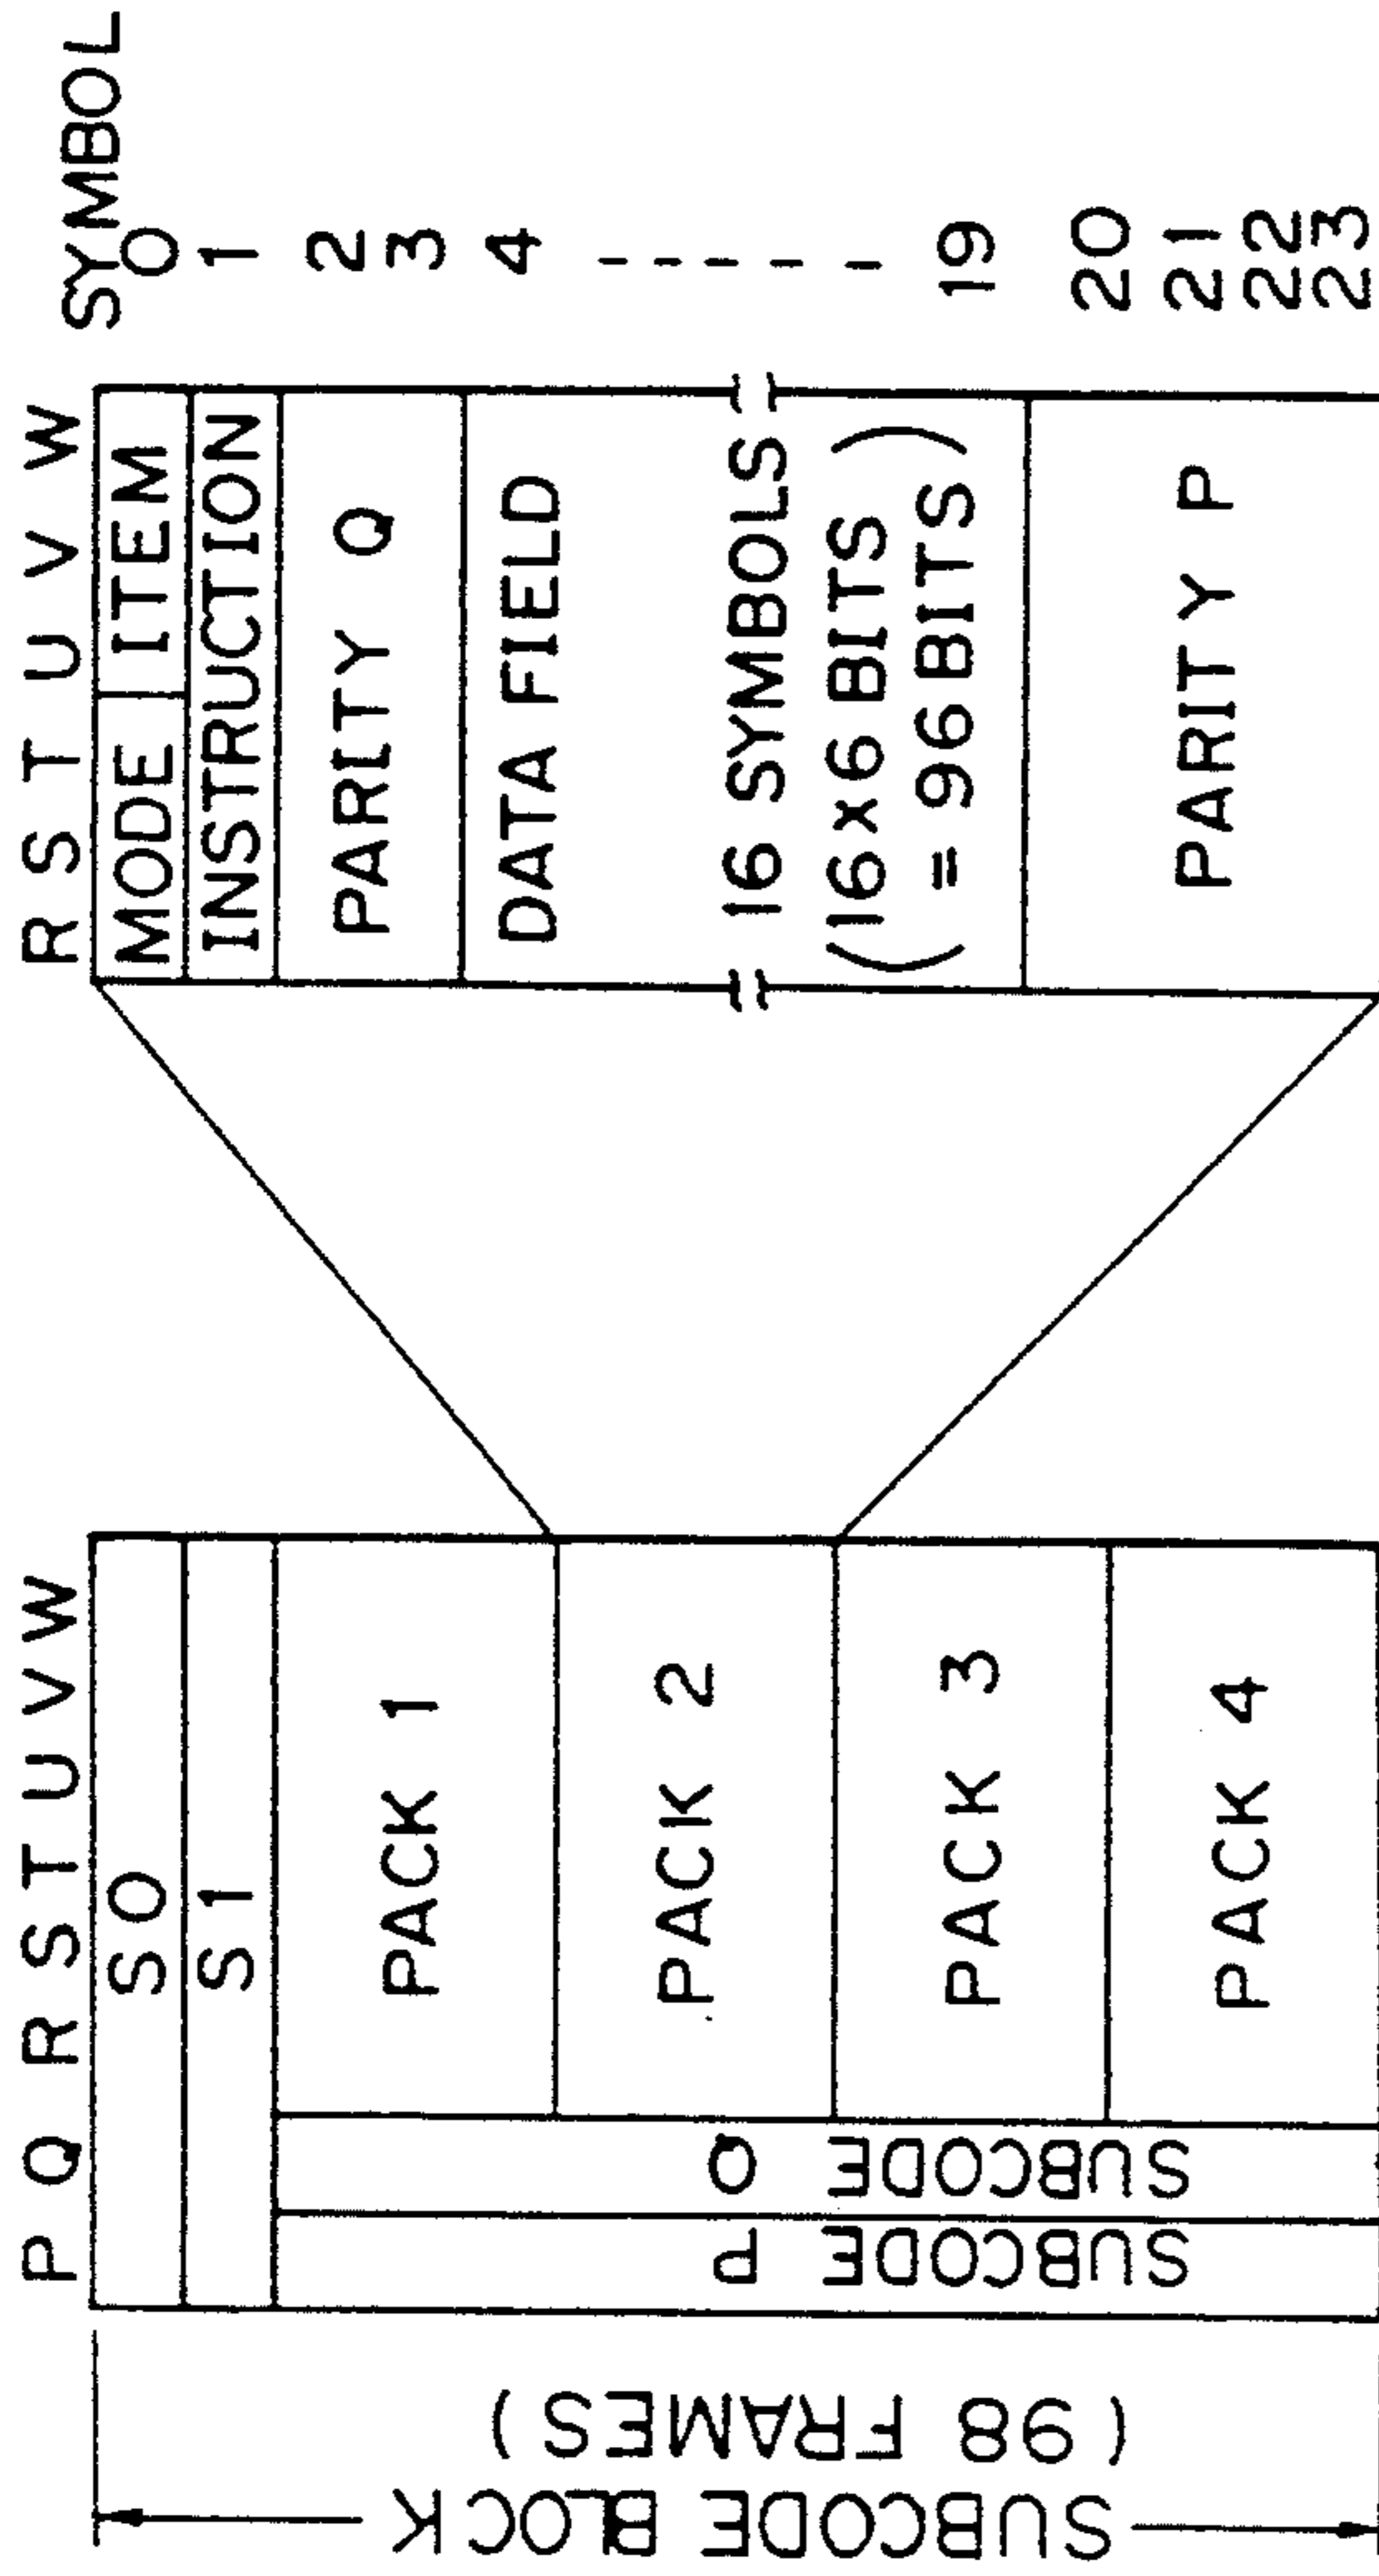 SUBCODE BLOCK
(98 FRAMES)
P Q R S T U V W
S0
S1
SUBCODE P
SUBCODE Q
PACK 1
PACK 2
PACK 3
PACK 4
R S T U V W
MODE ITEM
INSTRUCTION
PARITY Q
DATA FIELD
16 SYMBOLS
(16×6 BITS
= 96 BITS)
PARITY P
SYMBOL
0
1
2
3
4
19
20
21
22
23